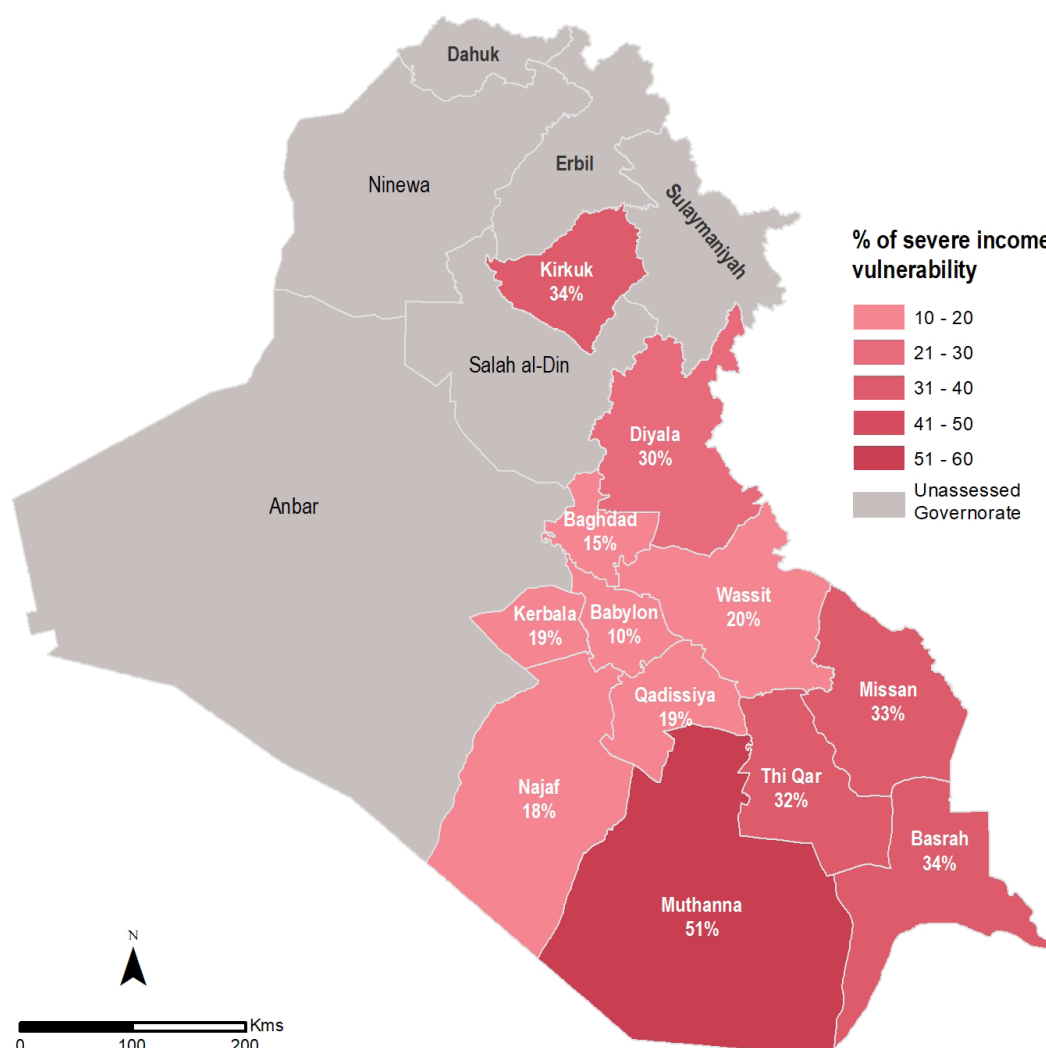 Dahuk
Ninewa
Erbil
Sulaymaniyah
Kirkuk
34%
Salah al-Din
Diyala
30%
Anbar
Baghdad
15%
Wassit
20%
Kerbala
19%
Babylon
10%
Qadissiya
19%
Missan
33%
Najaf
18%
Thi Qar
32%
Basrah
34%
Muthanna
51%
% of severe income
vulnerability
10 - 20
21 - 30
31 - 40
41 - 50
51 - 60
Unassessed
Governorate
N
Kms
0 100 200